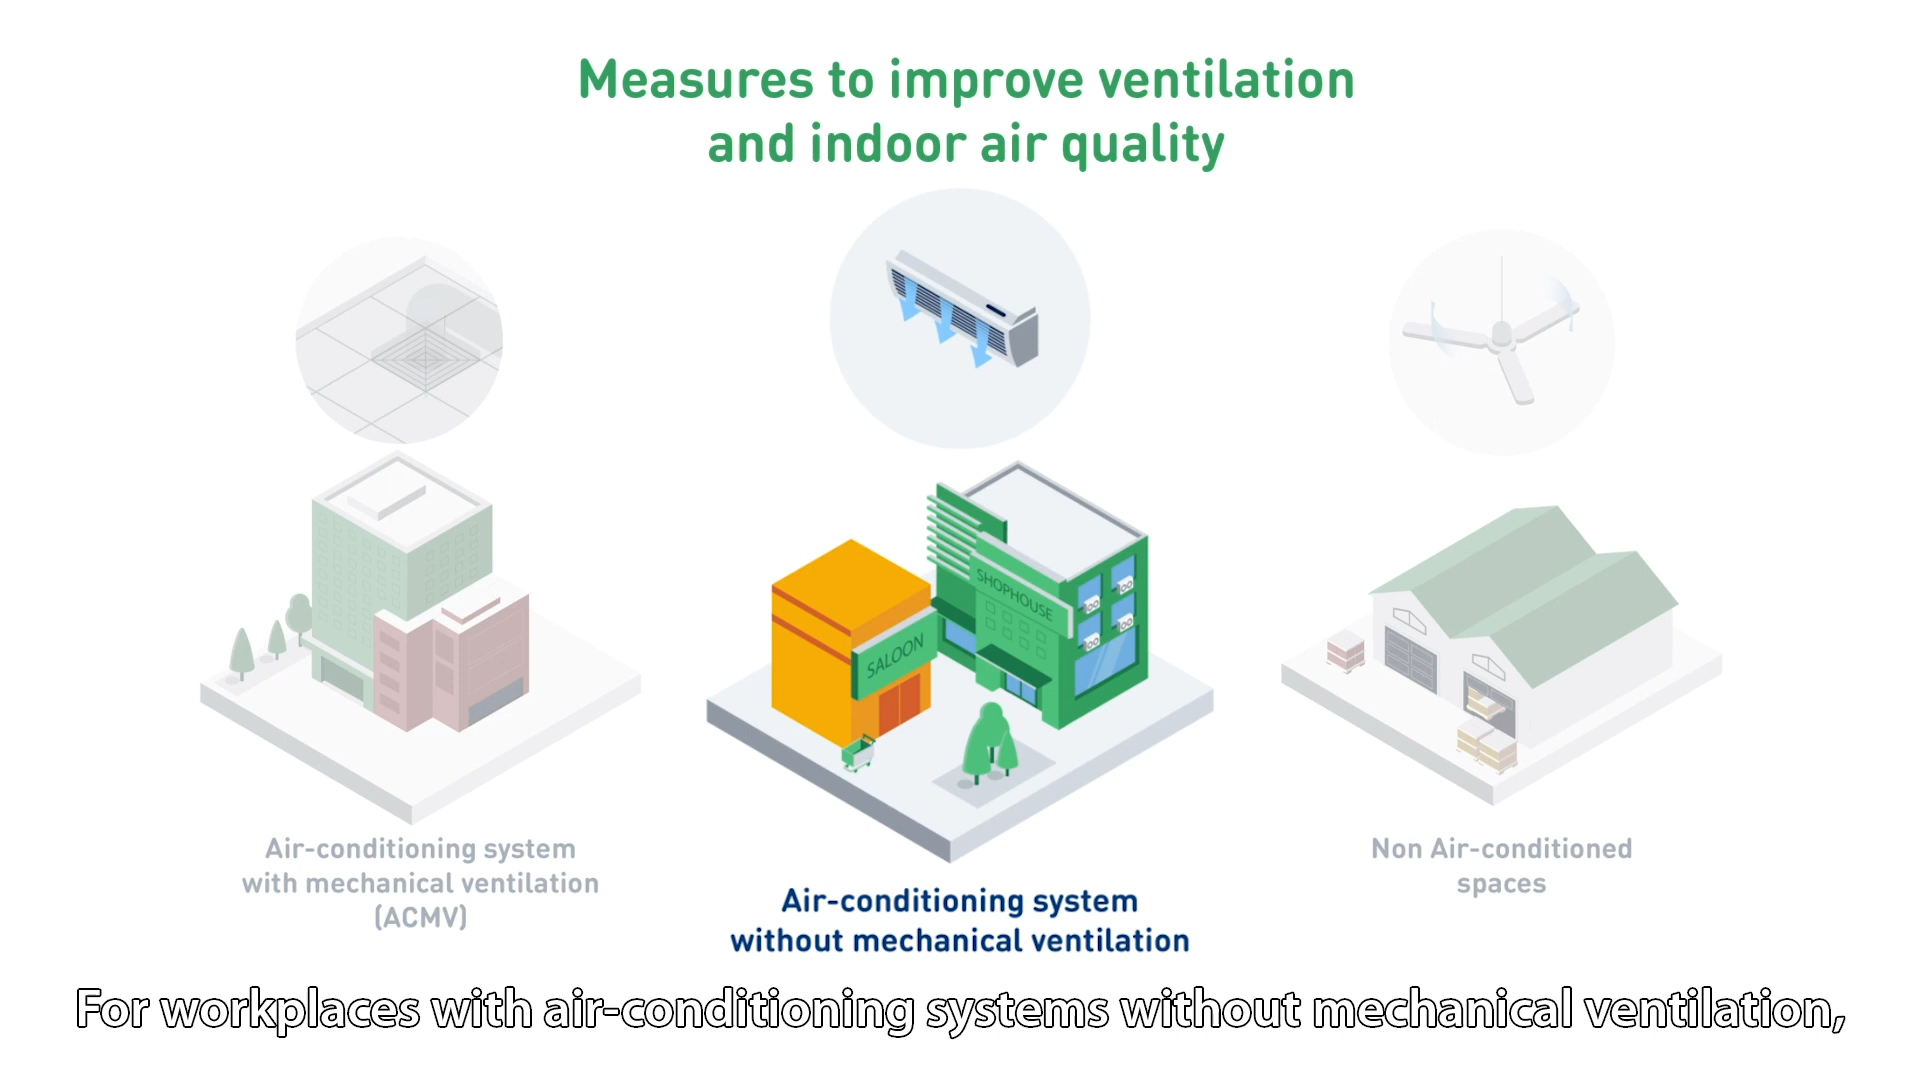 Measures to improve ventilation
and indoor air quality
SHOPHOUSE
SALOON
Air-conditioning system
with mechanical ventilation
(ACMV)
Air-conditioning system
without mechanical ventilation
Non Air-conditioned
spaces
For workplaces with air-conditioning systems without mechanical ventilation,